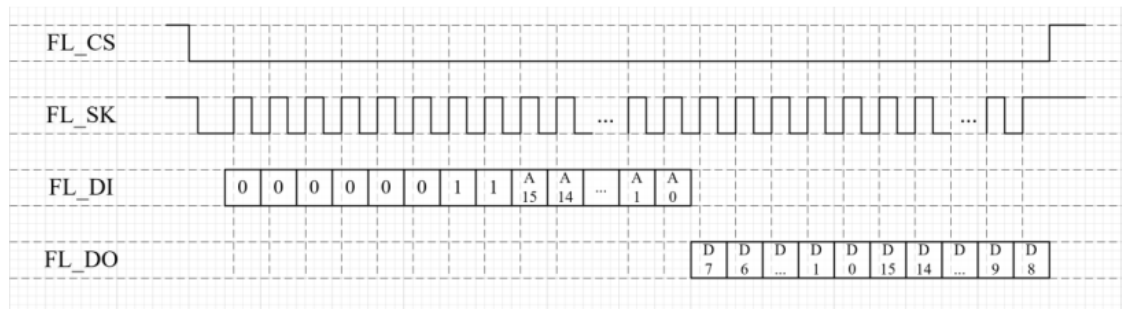 FL_CS
FL_SK ... ...
FL_DI 0 0 0 0 0 0 1 1 A 15 A 14 ... A 1 A 0
FL_DO D 7 D 6 D ... D 1 D 0 D 15 D 14 D ... D 9 D 8